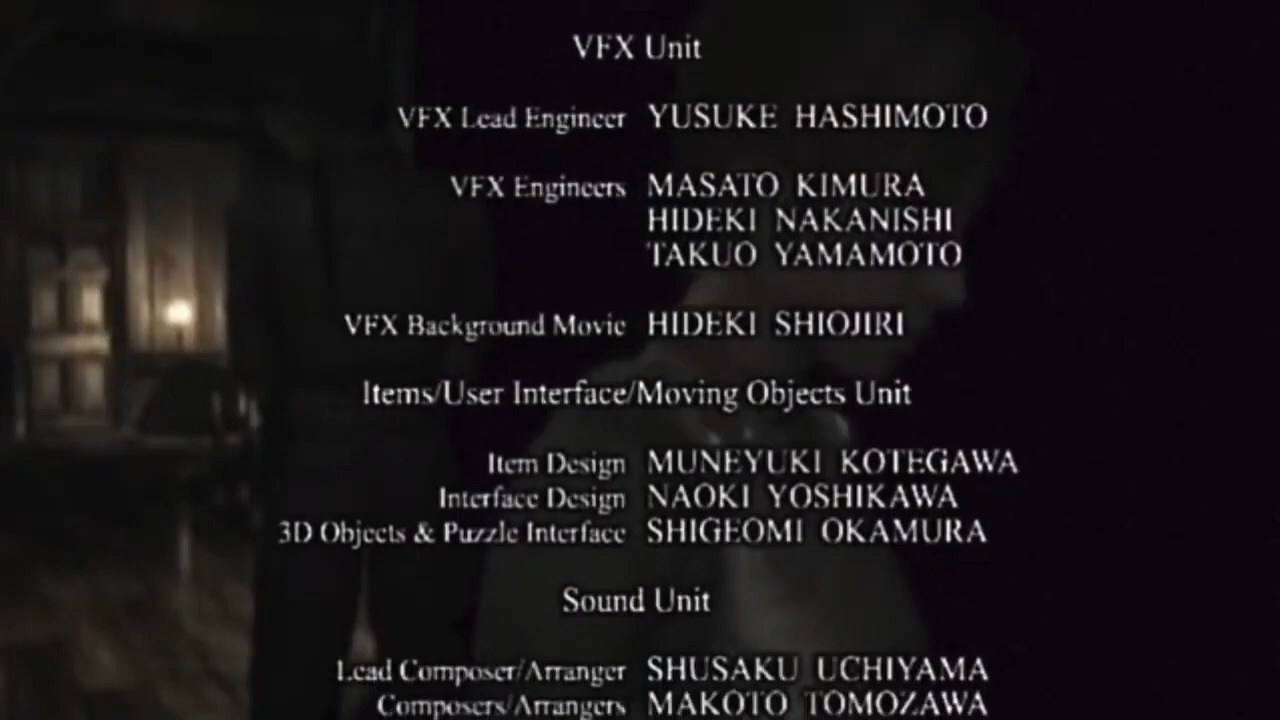 VFX Unit
VFX Lead Engineer YUSUKE HASHIMOTO
VFX Engineers MASATO KIMURA
HIDEKI NAKANISHI
TAKUO YAMAMOTO
VFX Background Movie HIDEKI SHIOJIRI
Items/User Interface/Moving Objects Unit
Item Design MUNEYUKI KOTEGAWA
Interface Design NAOKI YOSHIKAWA
3D Objects & Puzzle Interface SHIGEOMI OKAMURA
Sound Unit
Lead Composer/Arranger SHUSAKU UCHIYAMA
Composers/Arrangers MAKOTO TOMOZAWA